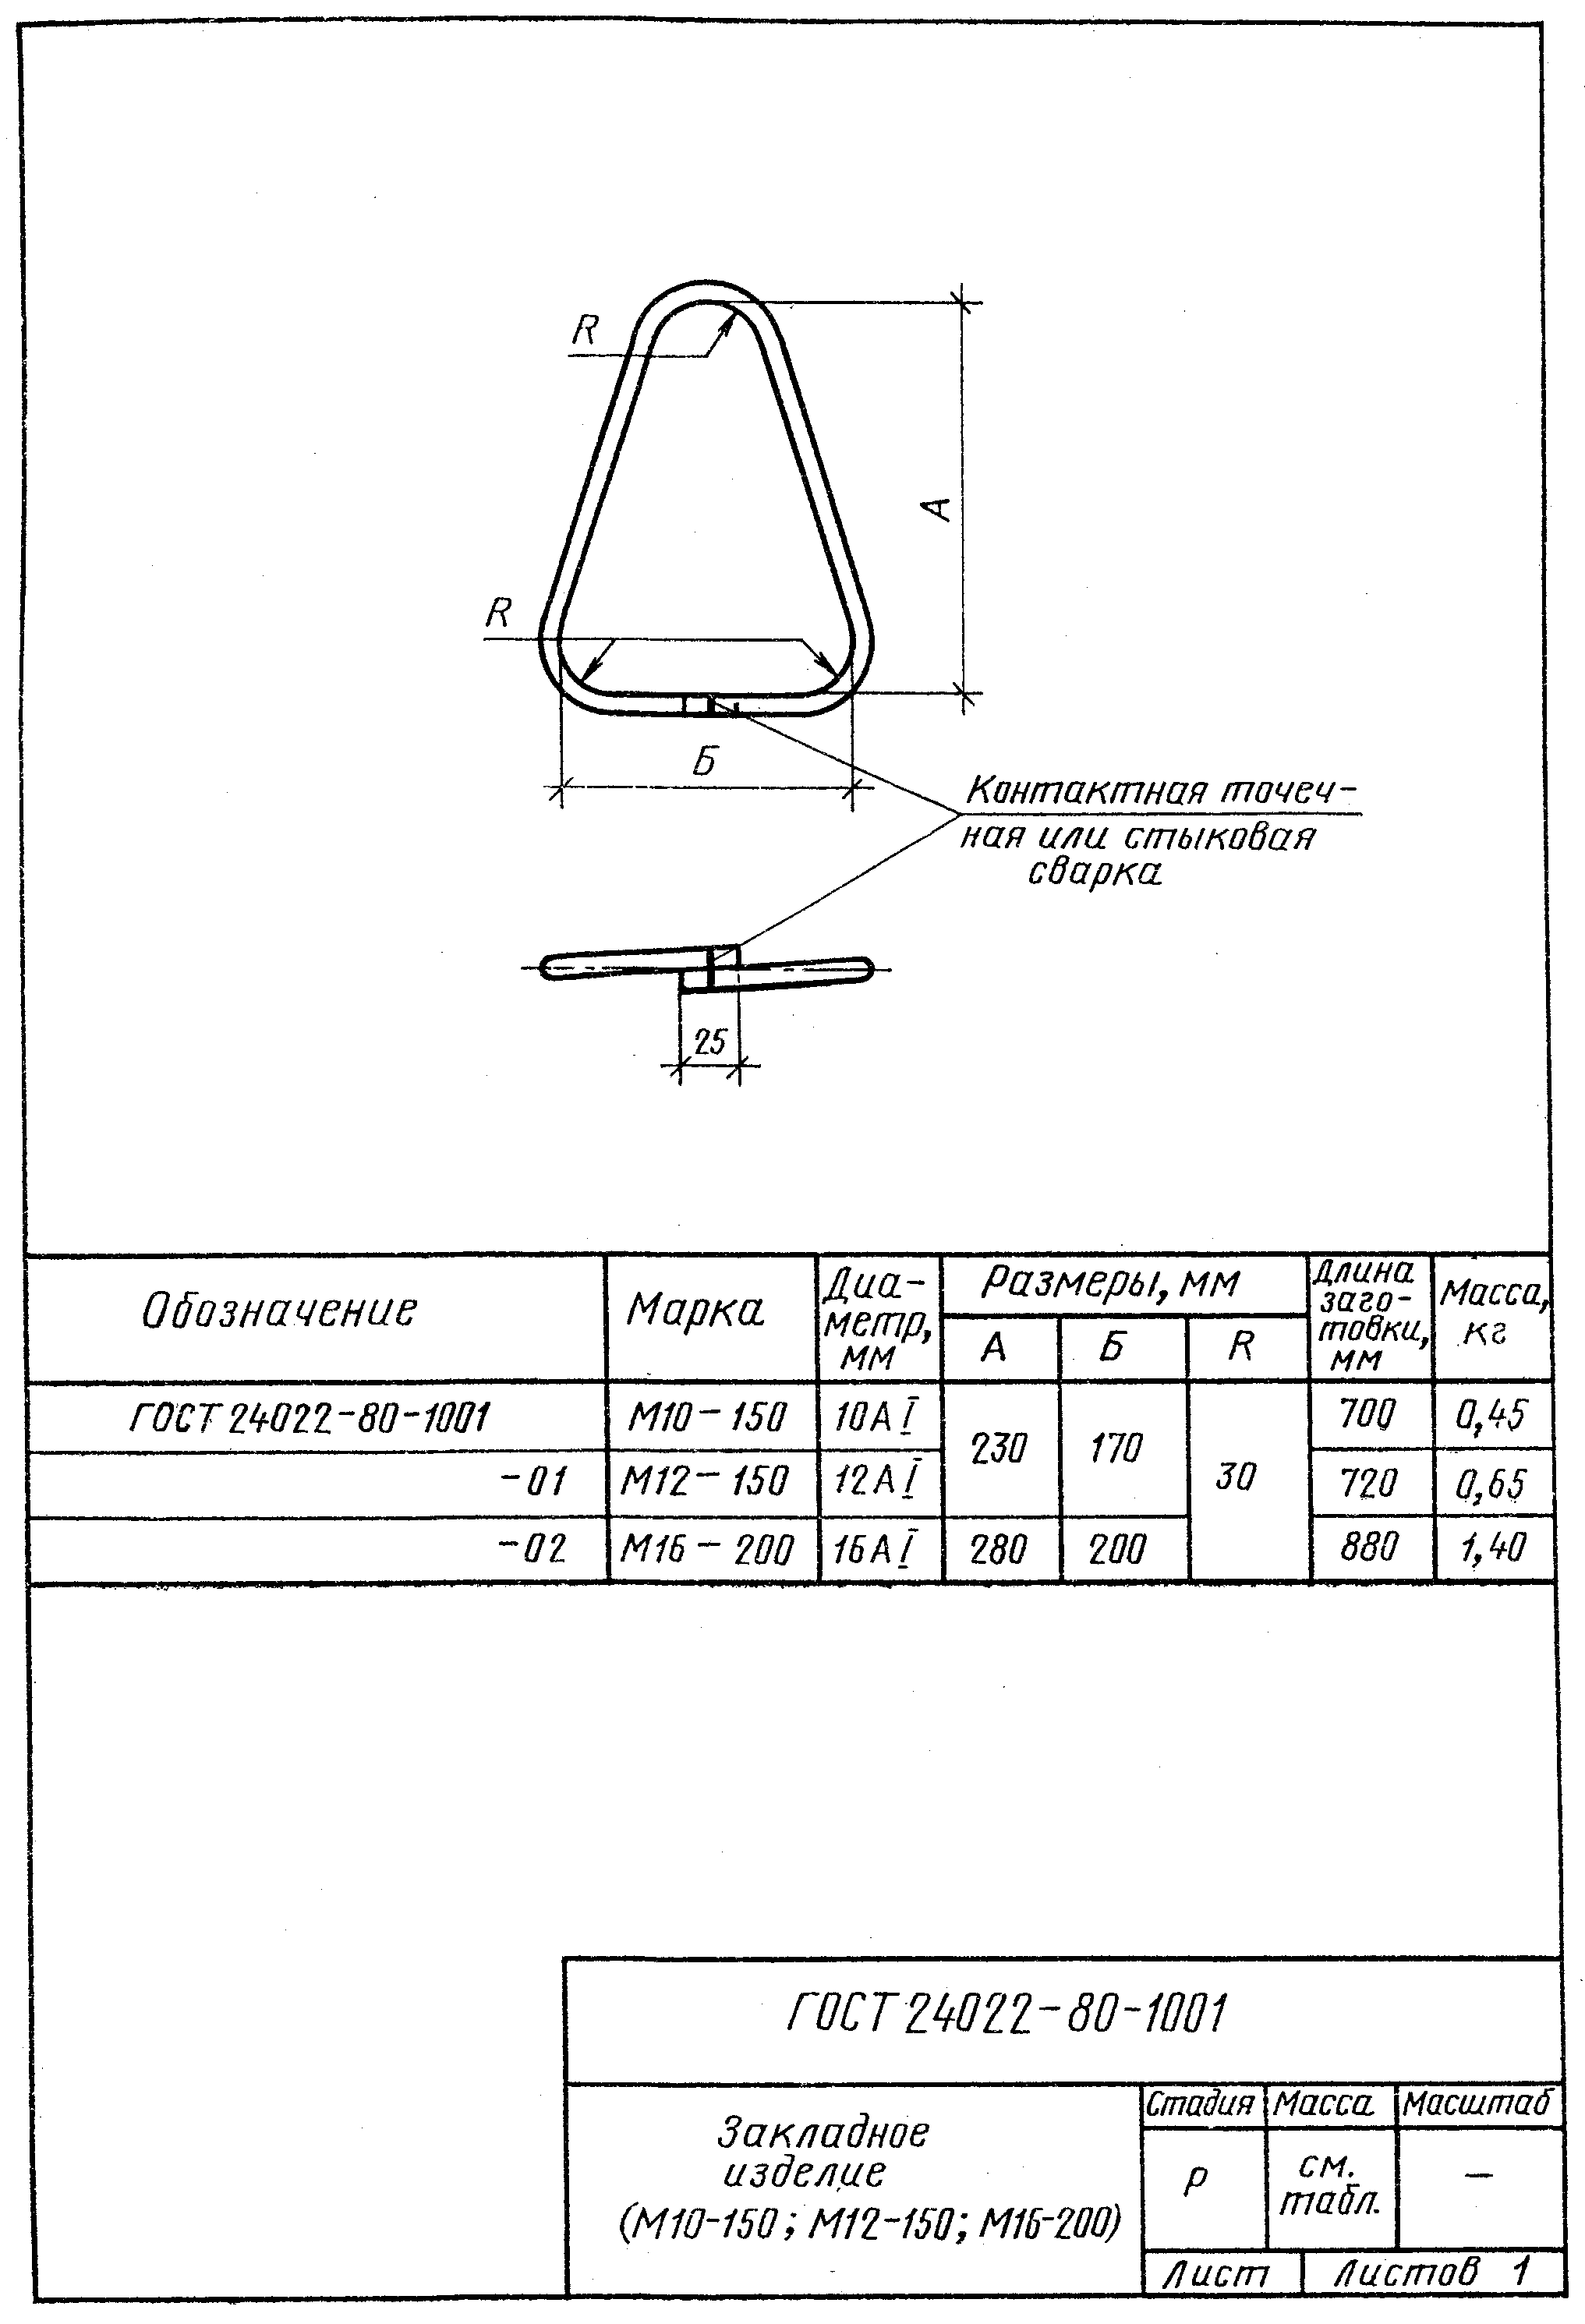 R
А
R
Б
Контактная точеч-
ная или стыковая
сварка
25
Обозначение Марка Диа-
метр,
мм Размеры, мм Длина
заго-
товки,
мм Масса,
кг
А Б R
ГОСТ 24022-80-1001 М10-150 10АI 230 170 30 700 0,45
-01 М12-150 12АI 720 0,65
-02 М16-200 16АI 280 200 880 1,40
ГОСТ 24022-80-1001
Закладное
изделие
(М10-150; М12-150; М16-200)
Стадия Масса Масштаб
Р см.
табл. —
Лист Листов 1